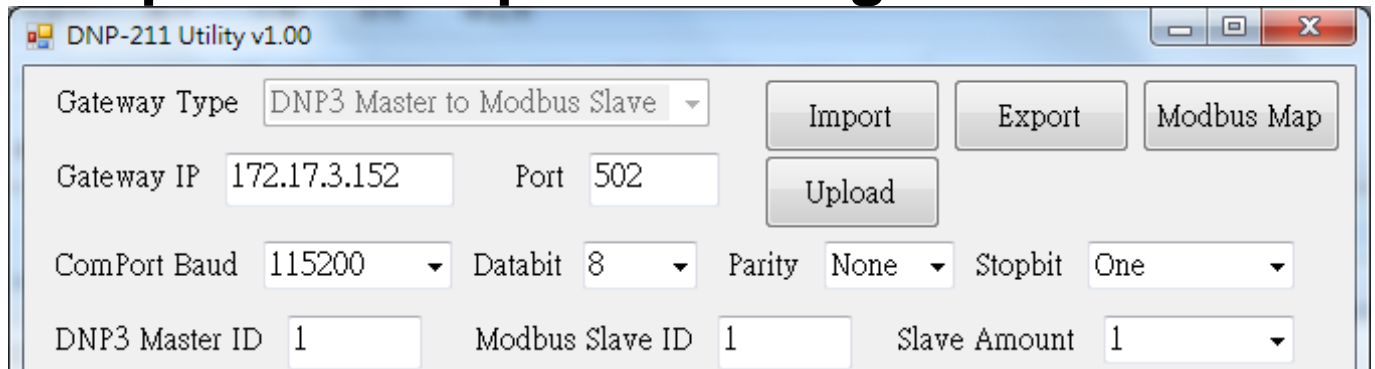 DNP-211 Utility v1.00
Gateway Type DNP3 Master to Modbus Slave Import Export Modbus Map
Gateway IP 172.17.3.152 Port 502 Upload
ComPort Baud 115200 Databit 8 Parity None Stopbit One
DNP3 Master ID 1 Modbus Slave ID 1 Slave Amount 1